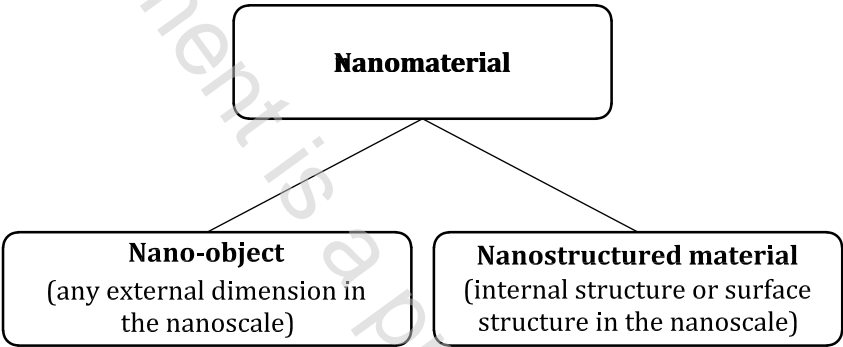 Nanomaterial
Nano-object
(any external dimension in
the nanoscale)
Nanostructured material
(internal structure or surface
structure in the nanoscale)
is a